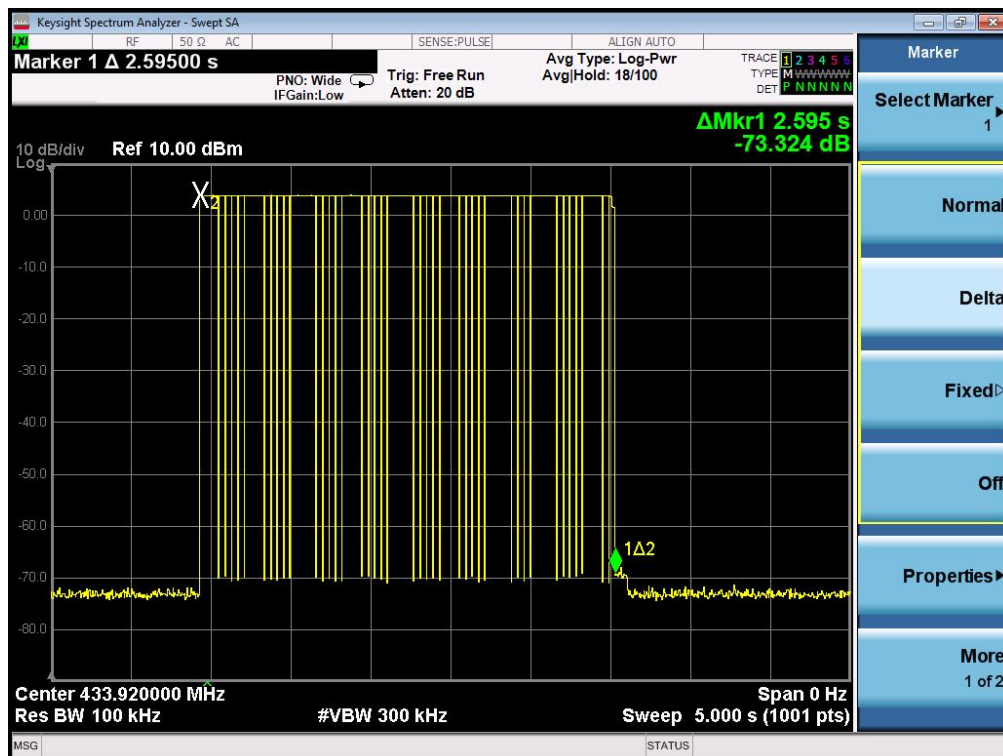 Keysight Spectrum Analyzer - Swept SA
LXI RF 50 Ω AC SENSE:PULSE ALIGN AUTO
Marker 1 Δ 2.59500 s
PNO: Wide
IFGain:Low
Trig: Free Run
Atten: 20 dB
Avg Type: Log-Pwr
Avg|Hold: 18/100
TRACE 1 2 3 4 5 6
TYPE M W W W W W
DET P N N N N N
ΔMkr1 2.595 s
-73.324 dB
10 dB/div Ref 10.00 dBm
Log
2
0.00
-10.0
-20.0
-30.0
-40.0
-50.0
-60.0
1Δ2
-70.0
-80.0
Center 433.920000 MHz Span 0 Hz
Res BW 100 kHz #VBW 300 kHz Sweep 5.000 s (1001 pts)
MSG STATUS
Marker
Select Marker
1
Normal
Delta
Fixed
Off
Properties
More
1 of 2